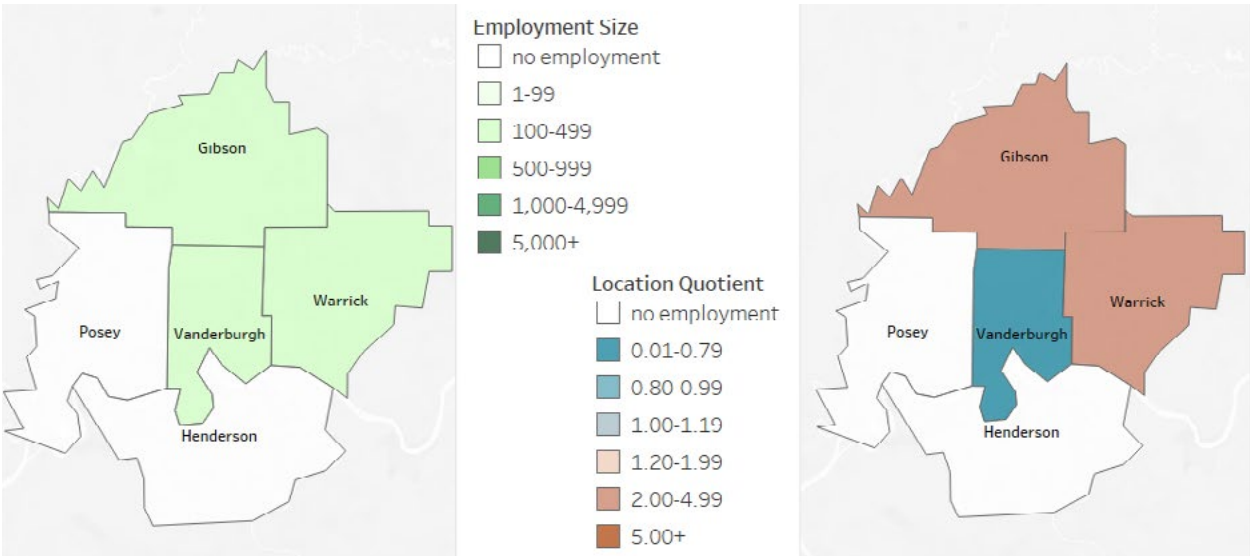 Gibson
Warrick
Posey
Vanderburgh
Henderson
Employment Size
no employment
1-99
100-499
500-999
1,000-4,999
5,000+
Location Quotient
no employment
0.01-0.79
0.80 0.99
1.00-1.19
1.20-1.99
2.00-4.99
5.00+
Gibson
Warrick
Posey
Vanderburgh
Henderson